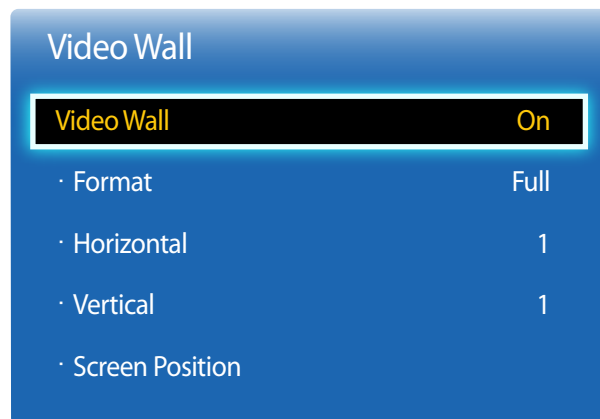 Video Wall
Video Wall On
· Format Full
· Horizontal 1
· Vertical 1
· Screen Position